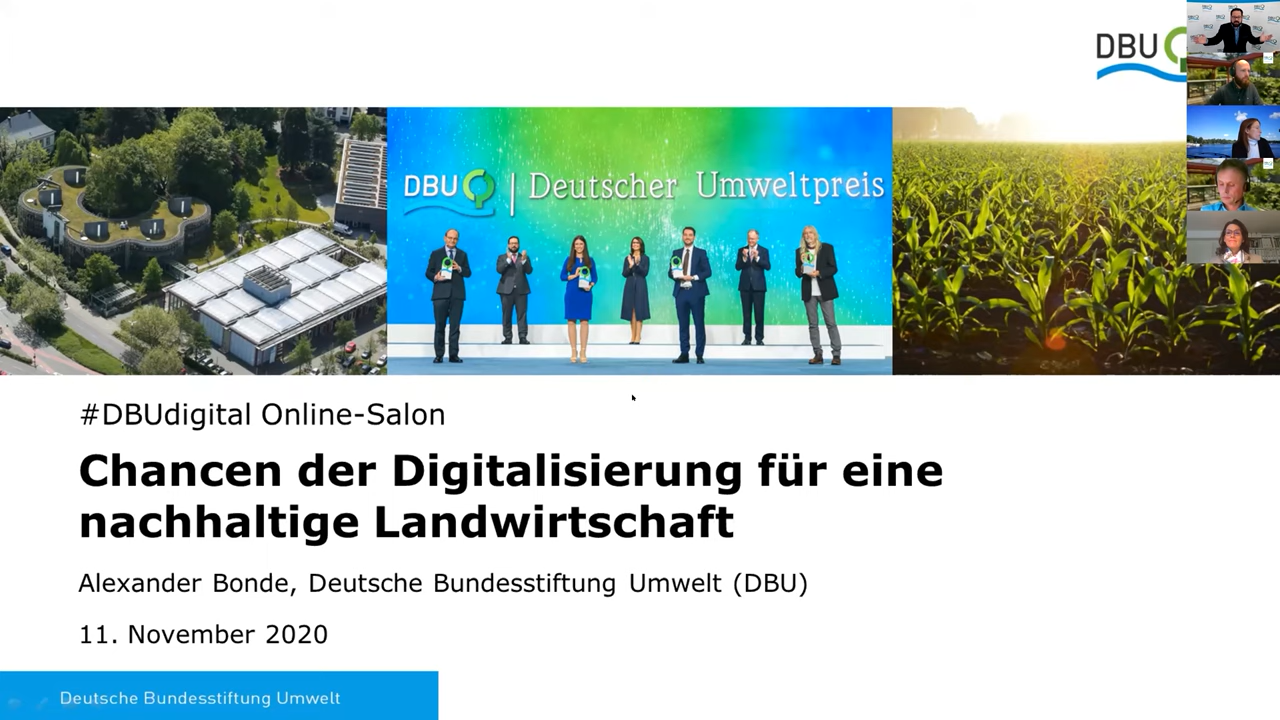 DBU
DBU | Deutscher Umweltpreis
#DBUdigital Online-Salon
Chancen der Digitalisierung für eine
nachhaltige Landwirtschaft
Alexander Bonde, Deutsche Bundesstiftung Umwelt (DBU)
11. November 2020
Deutsche Bundesstiftung Umwelt